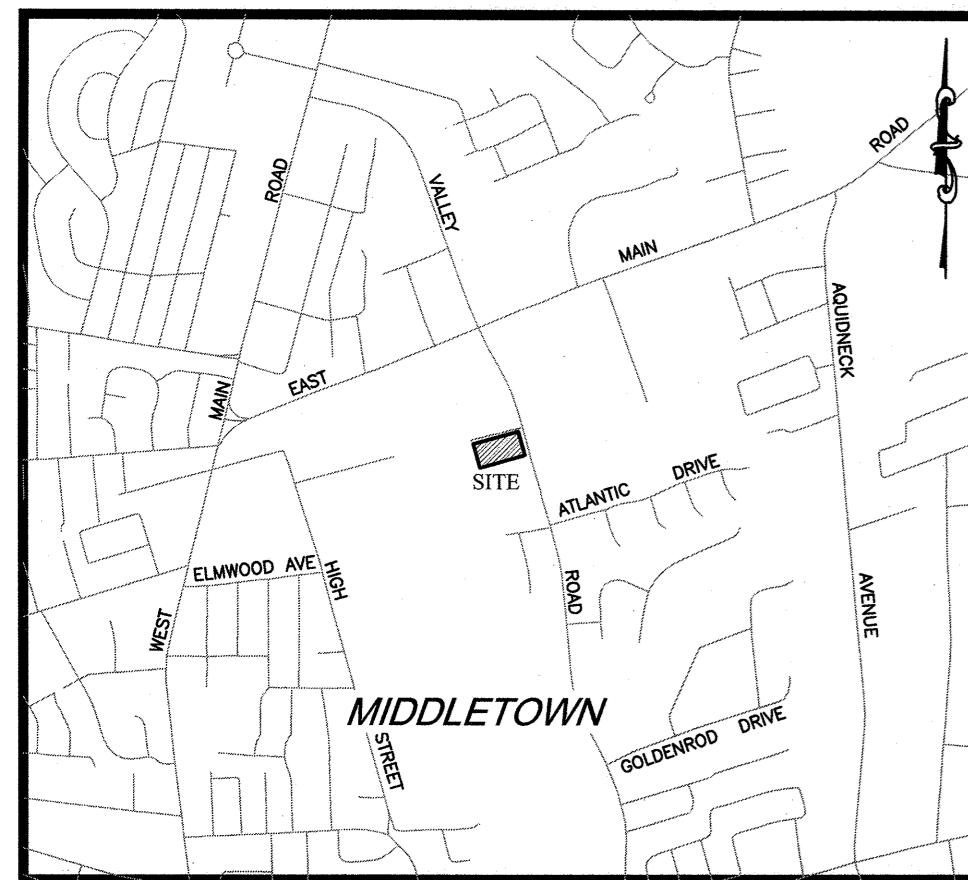 ROAD
ROAD
VALLEY
MAIN
AQUIDNECK
EAST
MAIN
SITE
ATLANTIC DRIVE
ELMWOOD AVE
HIGH
ROAD
AVENUE
WEST
MIDDLETOWN
STREET
GOLDENROD DRIVE